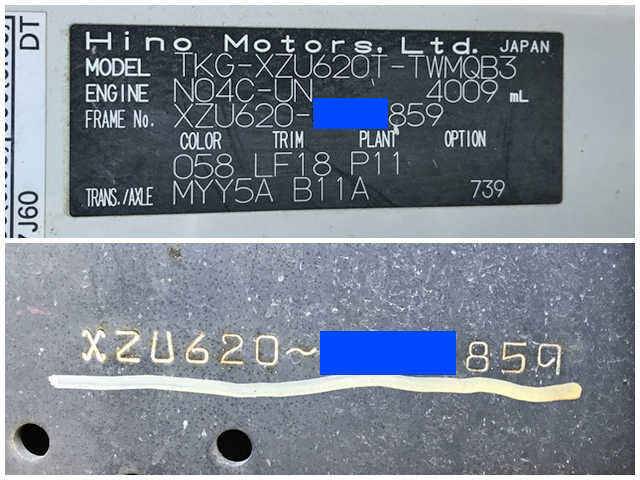 DT
Hino Motors, Ltd. JAPAN
MODEL TKG-XZU620T-TWMQB3
ENGINE N04C-UN 4009 mL
FRAME No. XZU620- 859
COLOR TRIM PLANT OPTION
058 LF18 P11
TRANS./AXLE MYY5A B11A 739
7J60
XZU620~ 859